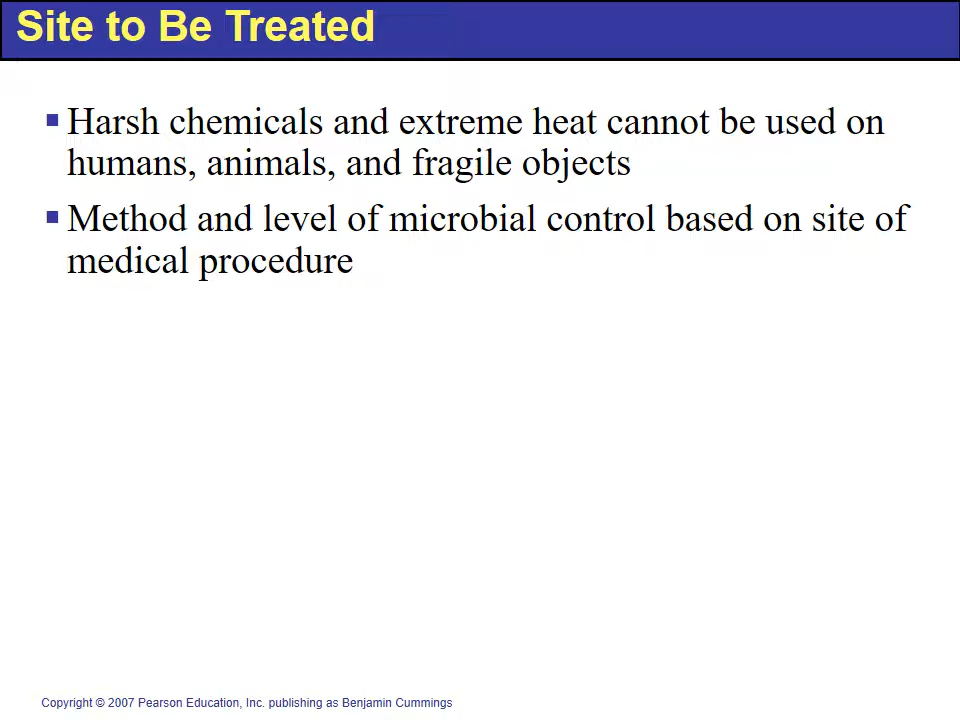 Site to Be Treated
Harsh chemicals and extreme heat cannot be used on
humans, animals, and fragile objects
Method and level of microbial control based on site of
medical procedure
Copyright © 2007 Pearson Education, Inc. publishing as Benjamin Cummings